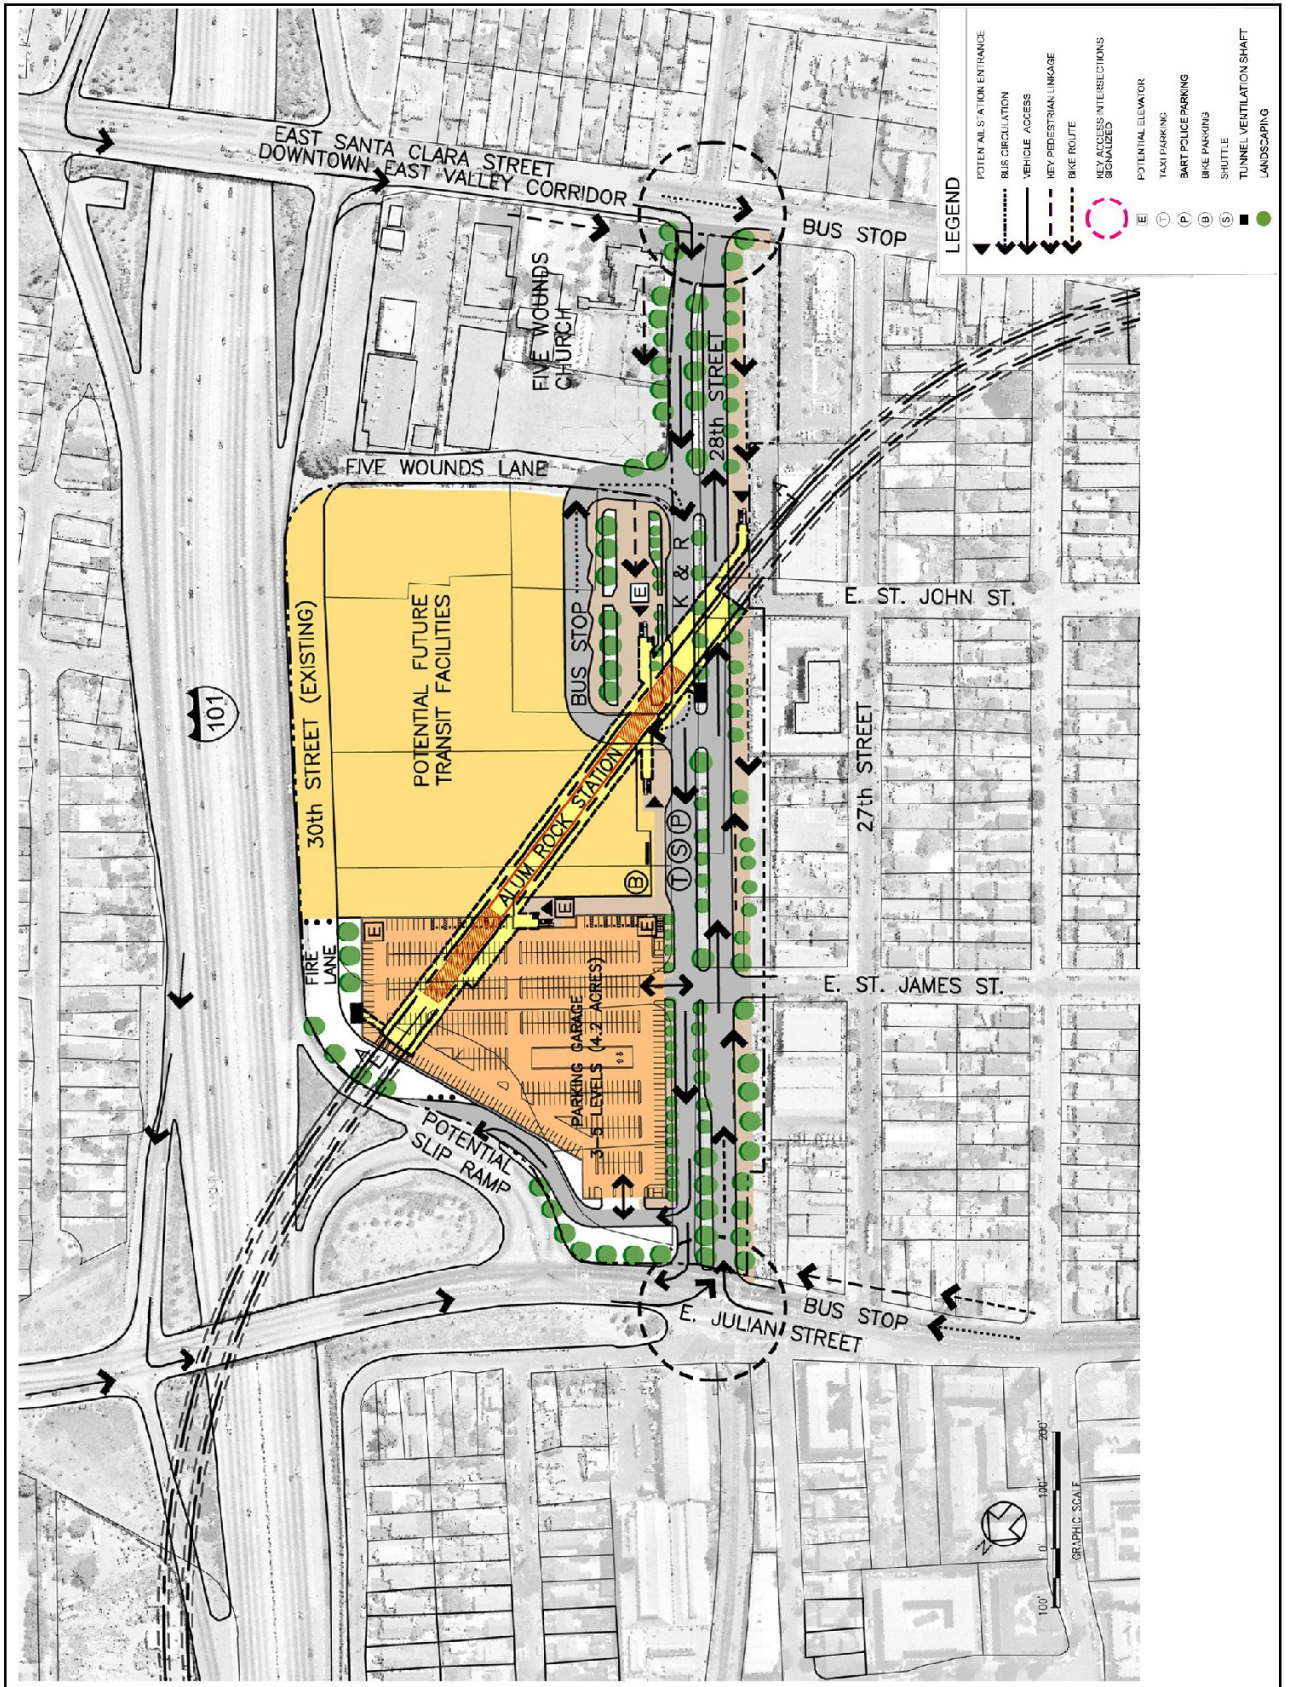 EAST SANTA CLARA STREET
DOWNTOWN EAST VALLEY CORRIDOR
BUS STOP
FIVE WOUNDS
CHURCH
28th STREET
FIVE WOUNDS LANE
30th STREET (EXISTING)
101
POTENTIAL FUTURE
TRANSIT FACILITIES
BUS STOP
K & R
E
A
E. ST. JOHN ST.
27th STREET
ALUM ROCK STATION
B
T S P
E
E
E
FIRE
LANE
A
PARKING GARAGE
3-5 LEVELS (4.2 ACRES)
E. ST. JAMES ST.
POTENTIAL
SLIP RAMP
E. JULIAN STREET
BUS STOP
LEGEND
POTENTAIL STATION ENTRANCE
BUS CIRCULATION
VEHICLE ACCESS
KEY PEDESTRIAN LINKAGE
BIKE ROUTE
KEY ACCESS INTERSECTIONS
SIGNALIZED
E POTENTIAL ELEVATOR
T TAXI PARKING
P BART POLICE PARKING
B BIKE PARKING
S SHUTTLE
TUNNEL VENTILATION SHAFT
LANDSCAPING
N
100' 0 100' 200'
GRAPHIC SCALE